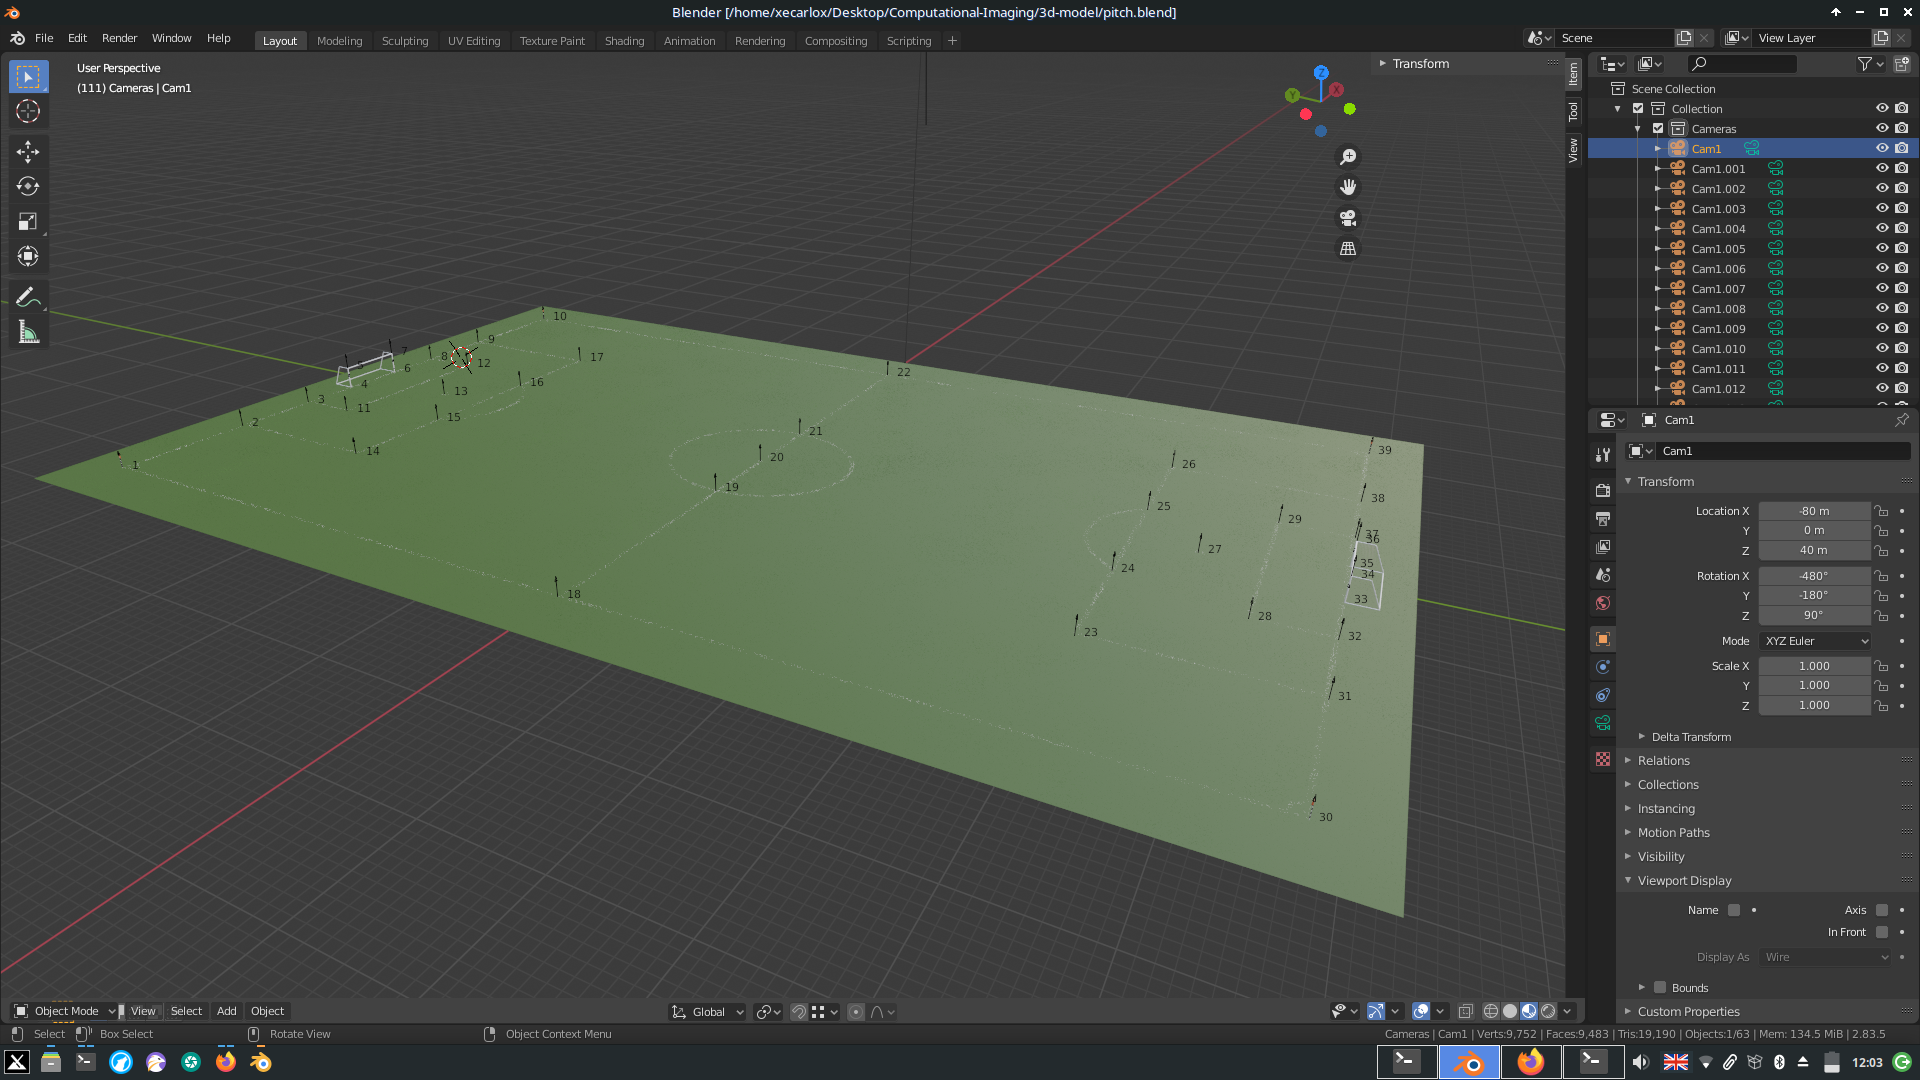 Blender [/home/xecarlox/Desktop/Computational-Imaging/3d-model/pitch.blend]
File Edit Render Window Help Layout Modeling Sculpting UV Editing Texture Paint Shading Animation Rendering Compositing Scripting + Scene View Layer
User Perspective
(111) Cameras | Cam1
Transform
Item
Tool
View
Z
Y
X
10
9
7
8
5
6
12
17
4
16
13
3
11
2
15
14
1
22
21
20
19
18
39
26
38
25
29
37
36
27
35
34
24
33
28
23
32
31
30
Scene Collection
Collection
Cameras
Cam1
Cam1.001
Cam1.002
Cam1.003
Cam1.004
Cam1.005
Cam1.006
Cam1.007
Cam1.008
Cam1.009
Cam1.010
Cam1.011
Cam1.012
Cam1
Cam1
Transform
Location X -80 m
Y 0 m
Z 40 m
Rotation X -480°
Y -180°
Z 90°
Mode XYZ Euler
Scale X 1.000
Y 1.000
Z 1.000
Delta Transform
Relations
Collections
Instancing
Motion Paths
Visibility
Viewport Display
Name Axis
In Front
Display As Wire
Bounds
Custom Properties
Object Mode View Select Add Object Global
Select Box Select Rotate View Object Context Menu Cameras | Cam1 | Verts:9,752 | Faces:9,483 | Tris:19,190 | Objects:1/63 | Mem: 134.5 MiB | 2.83.5
12:03